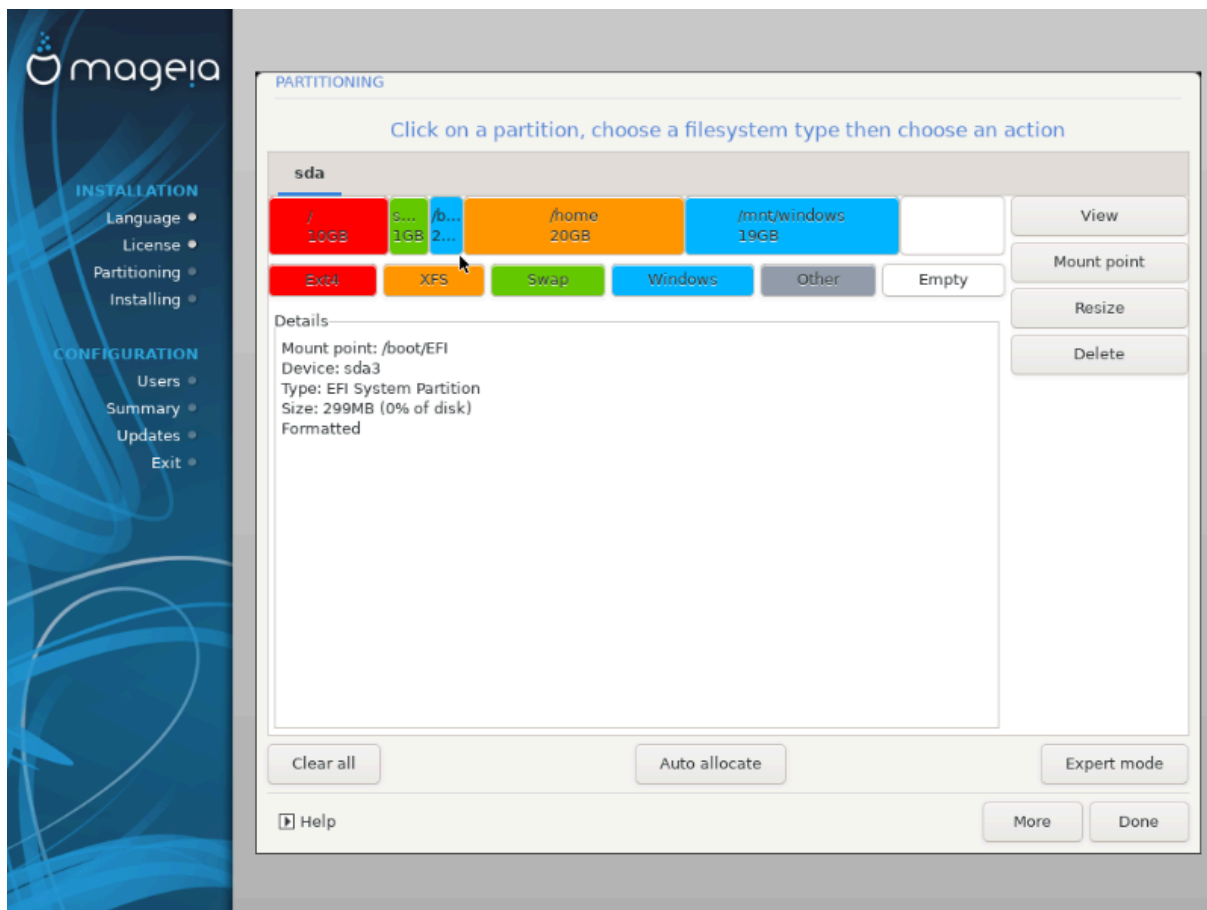 mageia
INSTALLATION
Language
License
Partitioning
Installing
CONFIGURATION
Users
Summary
Updates
Exit
PARTITIONING
Click on a partition, choose a filesystem type then choose an action
sda
/ s... /b... /home /mnt/windows
10GB 1GB 2... 20GB 19GB
Ext4 XFS Swap Windows Other Empty
View
Mount point
Resize
Delete
Details
Mount point: /boot/EFI
Device: sda3
Type: EFI System Partition
Size: 299MB (0% of disk)
Formatted
Clear all Auto allocate Expert mode
Help More Done